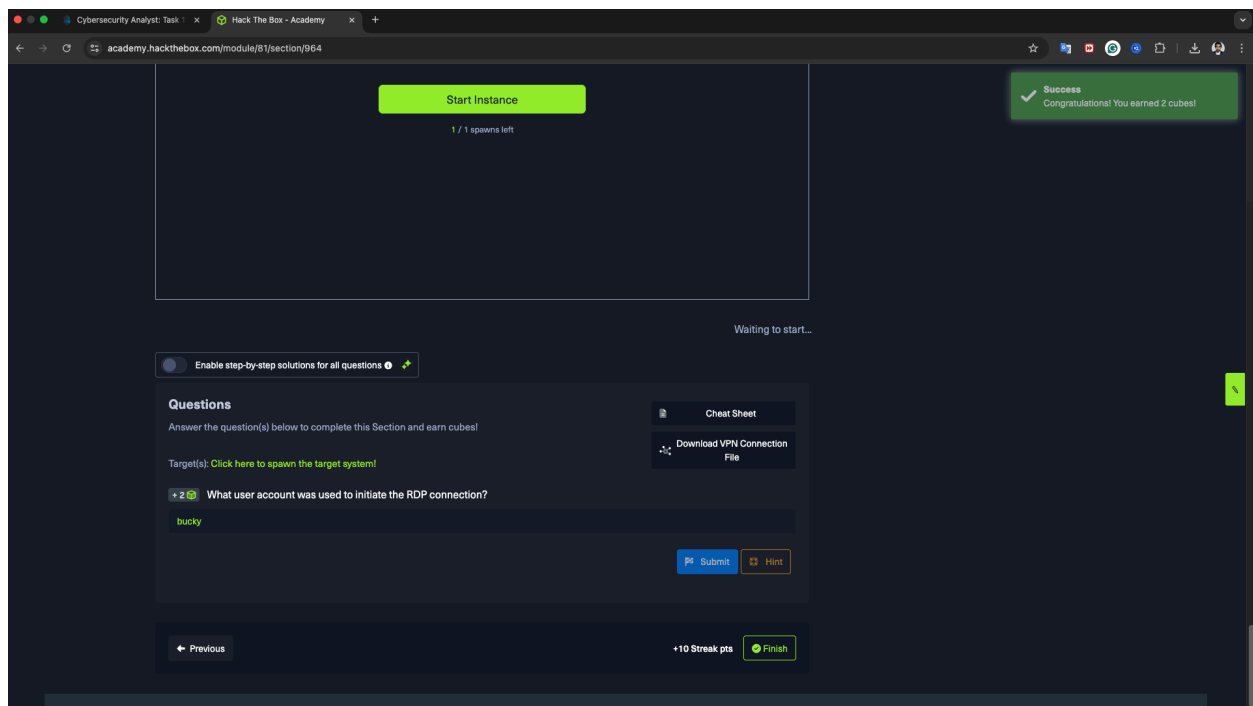 Cybersecurity Analyst: Task 1
Hack The Box - Academy
academy.hackthebox.com/module/81/section/964
Start Instance
1 / 1 spawns left
Success
Congratulations! You earned 2 cubes!
Waiting to start...
Enable step-by-step solutions for all questions
Questions
Answer the question(s) below to complete this Section and earn cubes!
Cheat Sheet
Download VPN Connection
File
Target(s): Click here to spawn the target system!
+ 2 What user account was used to initiate the RDP connection?
bucky
Submit
Hint
Previous
+10 Streak pts
Finish